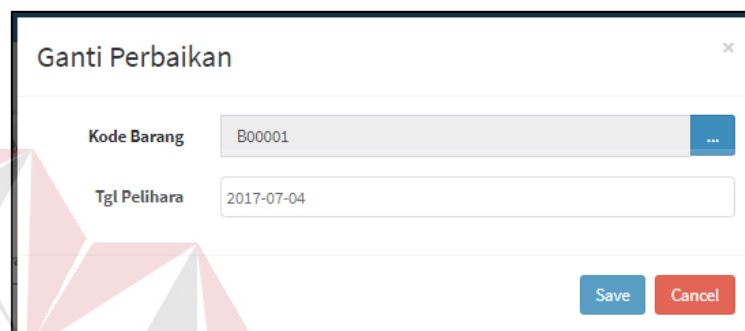 Ganti Perbaikan ×
Kode Barang B00001 ...
Tgl Pelihara 2017-07-04
Save Cancel